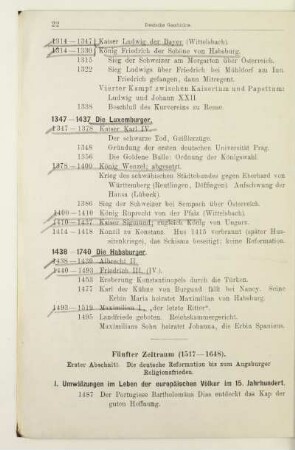 22
Deutsche Geschichte
1314—1347 Kaiser Ludwig der Bayer (Wittelsbach).
1314—1330 König Friedrich der Schöne von Habsburg.
1315 Sieg der Schweizer am Morgarten über Österreich.
1322 Sieg Ludwigs über Friedrich bei Mühldorf am Inn.
Friedrich gefangen, dann Mitregent.
Vierter Kampf zwischen Kaisertum und Papsttum:
Ludwig und Johann XXII.
1338 Beschluß des Kurvereins zu Rense.
1347—1437 Die Luxemburger.
1347—1378 Kaiser Karl IV.
Der schwarze Tod, Geißlerzüge.
1348 Gründung der ersten deutschen Universität Prag.
1356 Die Goldene Bulle: Ordnung der Königswahl.
1378—1400 König Wenzel; abgesetzt.
Krieg des schwäbischen Städtebundes gegen Eberhard von
Württemberg (Reutlingen, Döffingen) Aufschwung der
Hansa (Lübeck)
1386 Sieg der Schweizer bei Sempach über Österreich.
1400—1410 König Ruprecht von der Pfalz (Wittelsbach).
1410—1437 Kaiser Sigmund, zugleich König von Ungarn.
1414—1418 Konzil zu Konstanz. Hus 1415 verbrannt (später Hus-
sitenkriege), das Schisma beseitigt; keine Reformation.
1438—1740 Die Habsburger.
1438—1439 Albrecht II.
1440—1493 Friedrich III. (IV.)
1453 Eroberung Konstantinopels durch die Türken.
1477 Karl der Kühne von Burgund fällt bei Nancy. Seine
Erbin Maria heiratet Maximilian von Habsburg.
1493—1519 Maximilian I., „der letzte Ritter“.
1495 Landfriede geboten. Reichskammergericht.
Maximilians Sohn heiratet Johanna, die Erbin Spaniens.
Fünfter Zeitraum (1517—1648).
Erster Abschnitt. Die deutsche Reformation bis zum Augsburger
Religionsfrieden.
I. Umwälzungen im Leben der europäischen Völker im 15. Jahrhundert.
1487 Der Portugiese Bartholomäus Dias entdeckt das Kap der
guten Hoffnung.